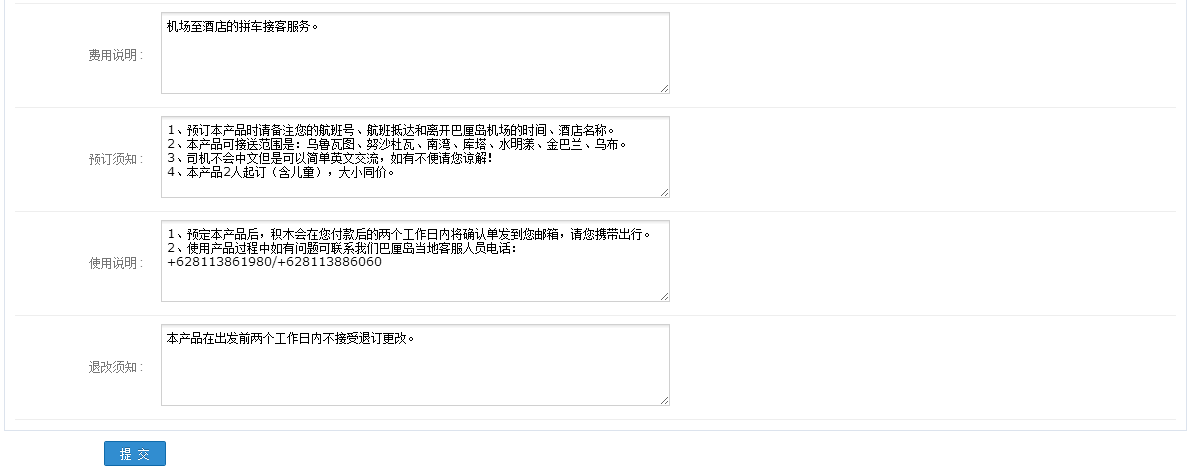 费用说明：
机场至酒店的拼车接客服务。
预订须知：
1、预订本产品时请备注您的航班号、航班抵达和离开巴厘岛机场的时间、酒店名称。
2、本产品可接送范围是：乌鲁瓦图、努沙杜瓦、南湾、库塔、水明漾、金巴兰、乌布。
3、司机不会中文但是可以简单英文交流，如有不便请您谅解！
4、本产品2人起订（含儿童），大小同价。
使用说明：
1、预定本产品后，积木会在您付款后的两个工作日内将确认单发到您邮箱，请您携带出行。
2、使用产品过程中如有问题可联系我们巴厘岛当地客服人员电话：
+628113861980/+628113886060
退改须知：
本产品在出发前两个工作日内不接受退订更改。
提 交